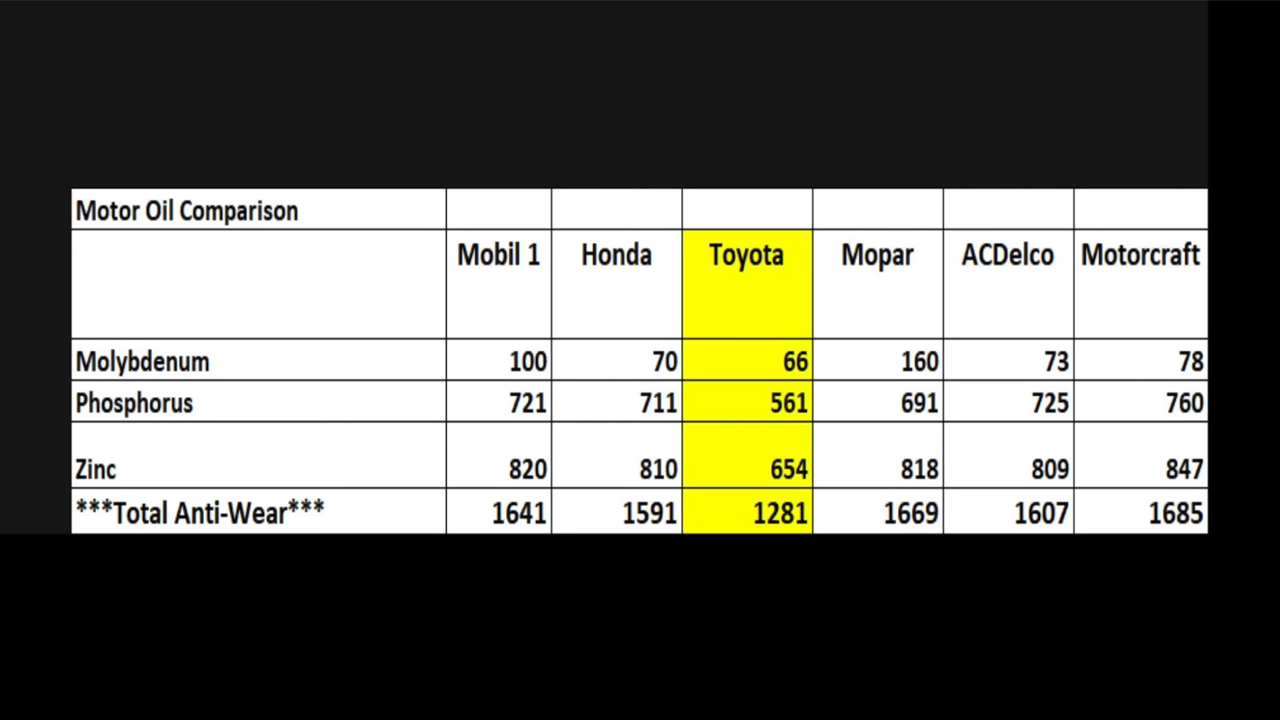 Motor Oil Comparison
Mobil 1 Honda Toyota Mopar ACDelco Motorcraft
Molybdenum 100 70 66 160 73 78
Phosphorus 721 711 561 691 725 760
Zinc 820 810 654 818 809 847
***Total Anti-Wear*** 1641 1591 1281 1669 1607 1685